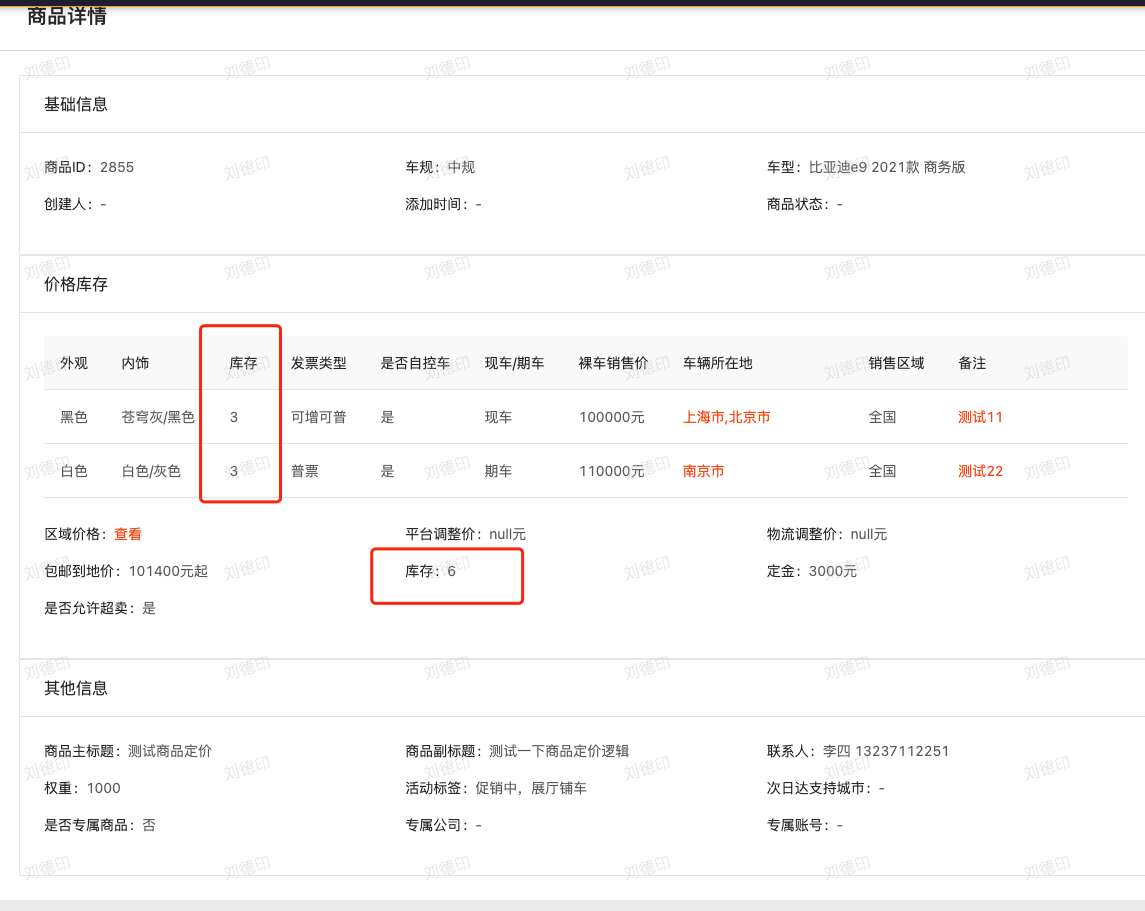 商品详情
基础信息
商品ID：2855 车规：中规 车型：比亚迪e9 2021款 商务版
创建人：- 添加时间：- 商品状态：-
价格库存
外观 内饰 库存 发票类型 是否自控车 现车/期车 裸车销售价 车辆所在地 销售区域 备注
黑色 苍穹灰/黑色 3 可增可普 是 现车 100000元 上海市,北京市 全国 测试11
白色 白色/灰色 3 普票 是 期车 110000元 南京市 全国 测试22
区域价格：查看 平台调整价：null元 物流调整价：null元
包邮到地价：101400元起 库存：6 定金：3000元
是否允许超卖：是
其他信息
商品主标题：测试商品定价 商品副标题：测试一下商品定价逻辑 联系人：李四 13237112251
权重：1000 活动标签：促销中，展厅铺车 次日达支持城市：-
是否专属商品：否 专属公司：- 专属账号：-
刘德印